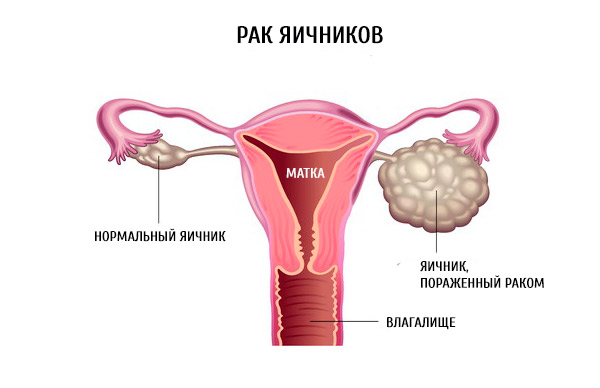 РАК ЯИЧНИКОВ
МАТКА
НОРМАЛЬНЫЙ ЯИЧНИК
ЯИЧНИК,
ПОРАЖЕННЫЙ РАКОМ
ВЛАГАЛИЩЕ